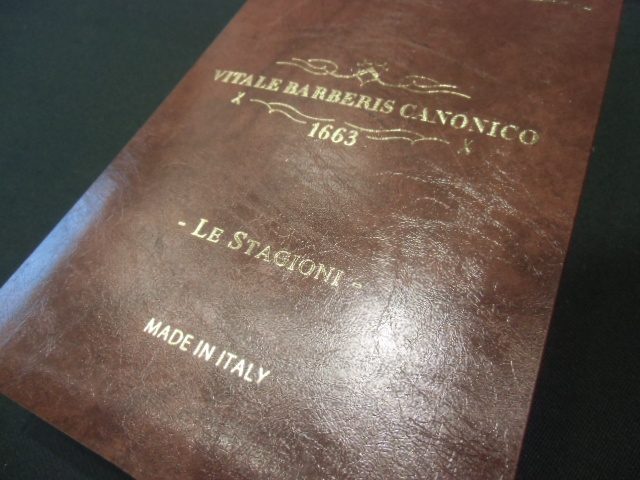 VITALE BARBERIS CANONICO
1663
- LE STAGIONI -
MADE IN ITALY